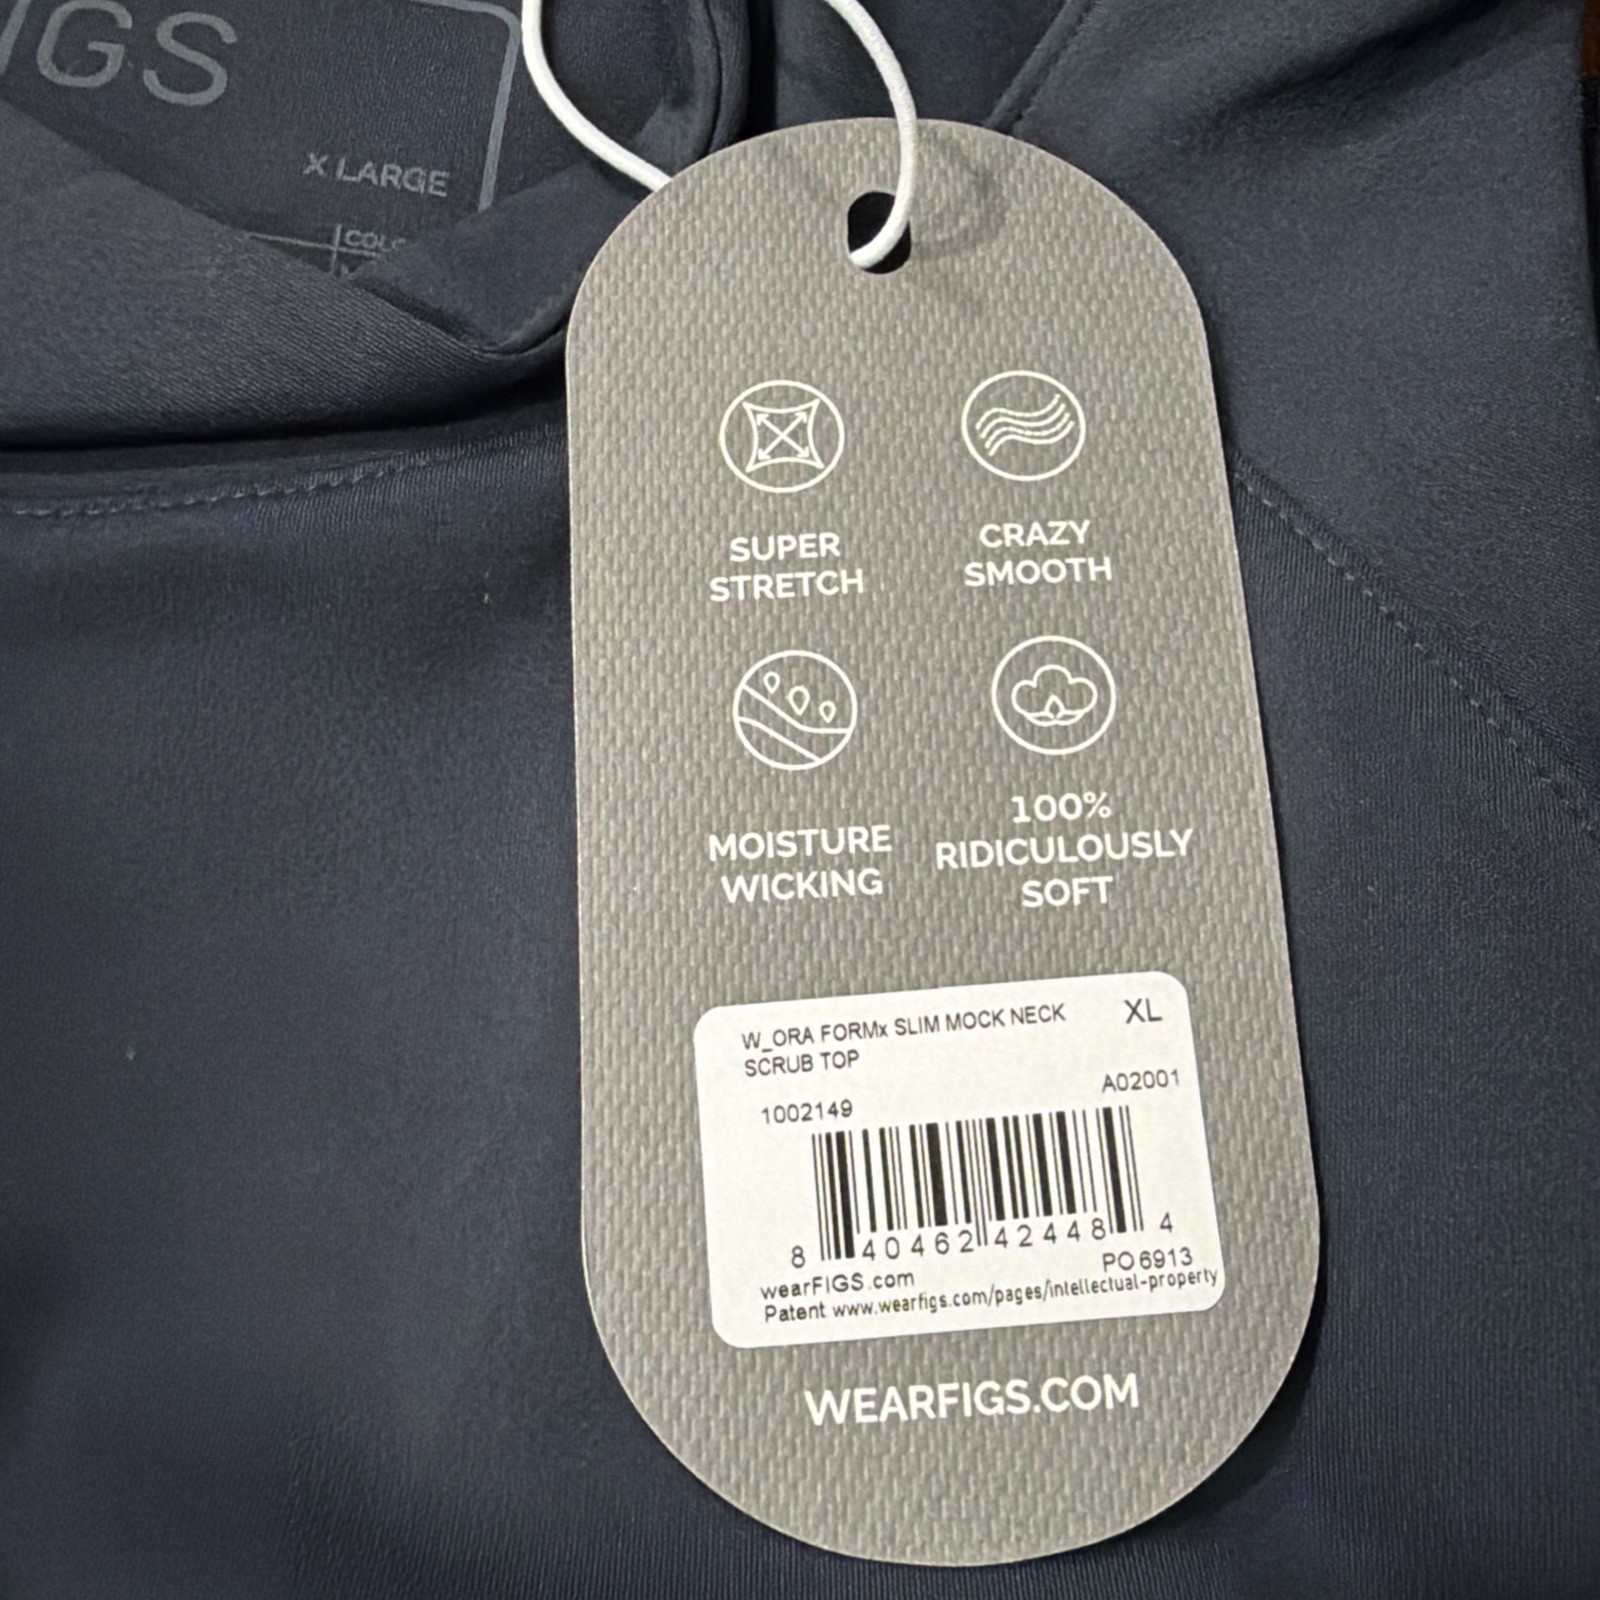 IGS
X LARGE
SUPER
STRETCH
CRAZY
SMOOTH
MOISTURE
WICKING
100%
RIDICULOUSLY
SOFT
W_ORA FORMx SLIM MOCK NECK
SCRUB TOP
XL
A02001
1002149
8 40462 42448 4
PO 6913
wearFIGS.com
Patent www.wearfigs.com/pages/intellectual-property
WEARFIGS.COM